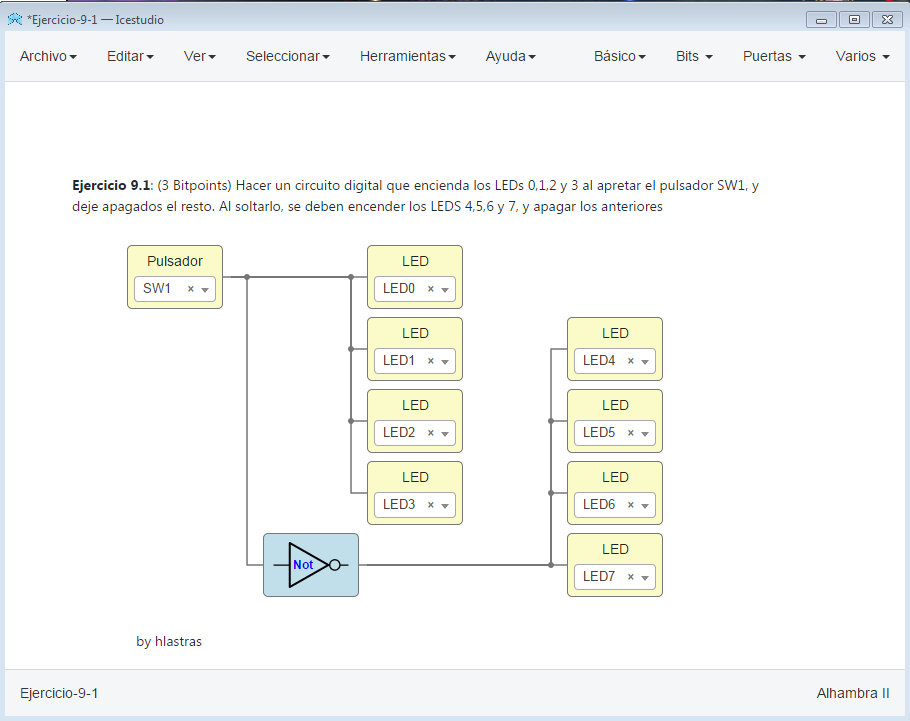 *Ejercicio-9-1 — Icestudio
Archivo Editar Ver Seleccionar Herramientas Ayuda Básico Bits Puertas Varios
Ejercicio 9.1: (3 Bitpoints) Hacer un circuito digital que encienda los LEDs 0,1,2 y 3 al apretar el pulsador SW1, y
deje apagados el resto. Al soltarlo, se deben encender los LEDS 4,5,6 y 7, y apagar los anteriores
Pulsador
SW1 ×
LED
LED0 ×
LED
LED1 ×
LED
LED2 ×
LED
LED3 ×
LED
LED4 ×
LED
LED5 ×
LED
LED6 ×
LED
LED7 ×
Not
by hlastras
Ejercicio-9-1
Alhambra II